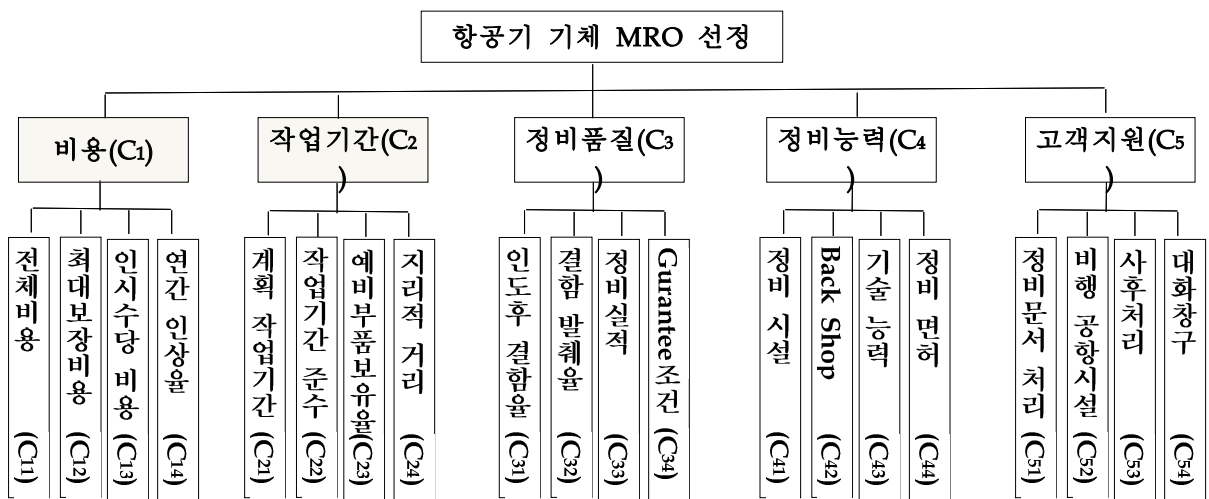 항공기 기체 MRO 선정
비용(C1)
작업기간(C2
)
정비품질(C3
)
정비능력(C4
)
고객지원(C5
)
전체비용 (C11)
최대보장비용 (C12)
인시수당 비용 (C13)
연간 인상율 (C14)
계획 작업기간 (C21)
작업기간 준수 (C22)
예비부품보유율 (C23)
지리적 거리 (C24)
인도후 결함율 (C31)
결함 발췌율 (C32)
정비실적 (C33)
Gurantee조건 (C34)
정비 시설 (C41)
Back Shop (C42)
기술 능력 (C43)
정비 면허 (C44)
정비문서 처리 (C51)
비행 공항시설 (C52)
사후처리 (C53)
대화창구 (C54)